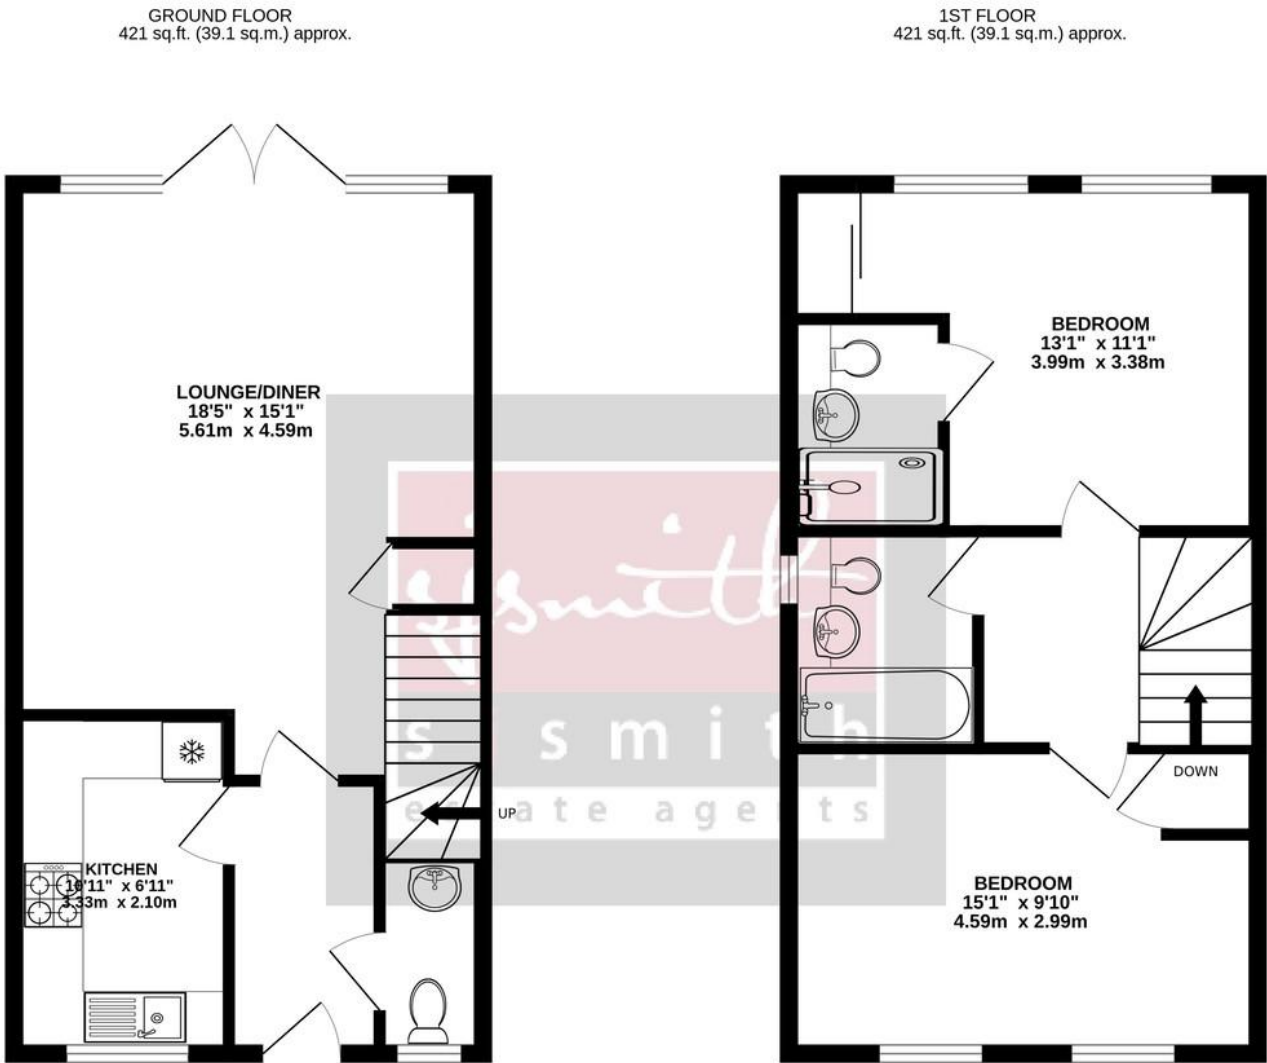 GROUND FLOOR
421 sq.ft. (39.1 sq.m.) approx.
1ST FLOOR
421 sq.ft. (39.1 sq.m.) approx.
LOUNGE/DINER
18'5" x 15'1"
5.61m x 4.59m
BEDROOM
13'1" x 11'1"
3.99m x 3.38m
sjsmith
s j smith
estate agents
UP
DOWN
KITCHEN
10'11" x 6'11"
3.33m x 2.10m
BEDROOM
15'1" x 9'10"
4.59m x 2.99m